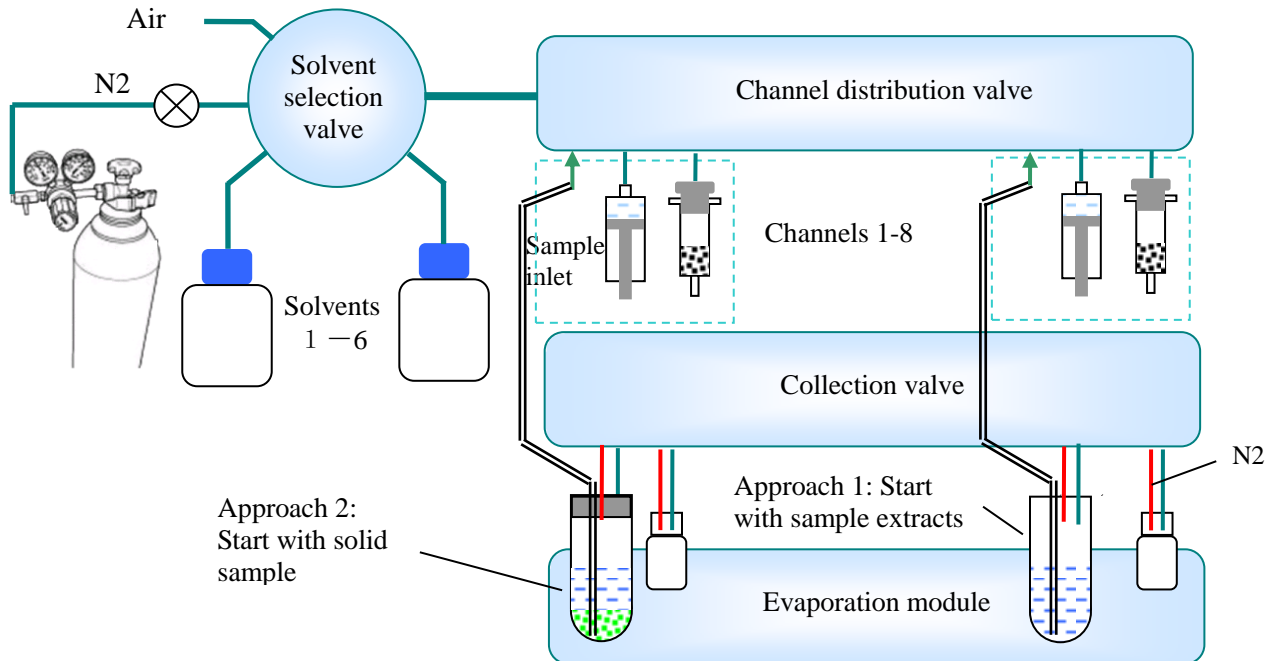 Air
N2
Solvent
selection
valve
Channel distribution valve
Sample
inlet
Channels 1-8
Solvents
1 －6
Collection valve
N2
Approach 2:
Start with solid
sample
Approach 1: Start
with sample extracts
Evaporation module